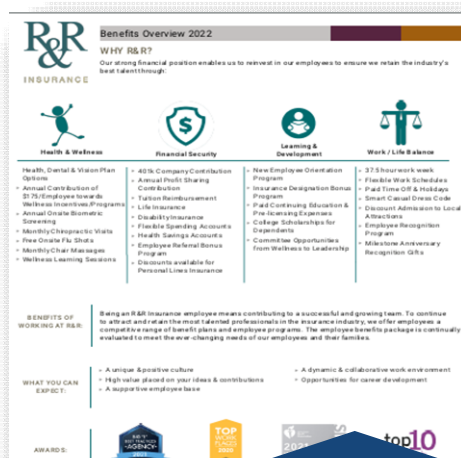 R&R
INSURANCE
Benefits Overview 2022
WHY R&R?
Our strong financial position enables us to reinvest in our employees to ensure we retain the industry's
best talent through:
Health & Wellness
Financial Security
Learning &
Development
Work / Life Balance
Health, Dental & Vision Plan
Options
Annual Contribution of
$175/Employee towards
Wellness Incentives/Programs
Annual Onsite Biometric
Screening
Monthly Chiropractic Visits
Free Onsite Flu Shots
Monthly Chair Massages
Wellness Learning Sessions
401k Company Contribution
Annual Profit Sharing
Contribution
Tuition Reimbursement
Life Insurance
Disability Insurance
Flexible Spending Accounts
Health Savings Accounts
Employee Referral Bonus
Program
Discounts available for
Personal Lines Insurance
New Employee Orientation
Program
Insurance Designation Bonus
Program
Paid Continuing Education &
Pre-licensing Expenses
College Scholarships for
Dependents
Committee Opportunities
from Wellness to Leadership
37.5 hour work week
Flexible Work Schedules
Paid Time Off & Holidays
Smart Casual Dress Code
Discount Admission to Local
Attractions
Employee Recognition
Program
Milestone Anniversary
Recognition Gifts
BENEFITS OF
WORKING AT R&R:
Being an R&R Insurance employee means contributing to a successful and growing team. To continue
to attract and retain the most talented professionals in the insurance industry, we offer employees a
competitive range of benefit plans and employee programs. The employee benefits package is continually
evaluated to meet the ever-changing needs of our employees and their families.
WHAT YOU CAN
EXPECT:
A unique & positive culture
High value placed on your ideas & contributions
A supportive employee base
A dynamic & collaborative work environment
Opportunities for career development
AWARDS:
BEST PRACTICES
AGENCY
TOP
WORK
PLACES
2021
top10